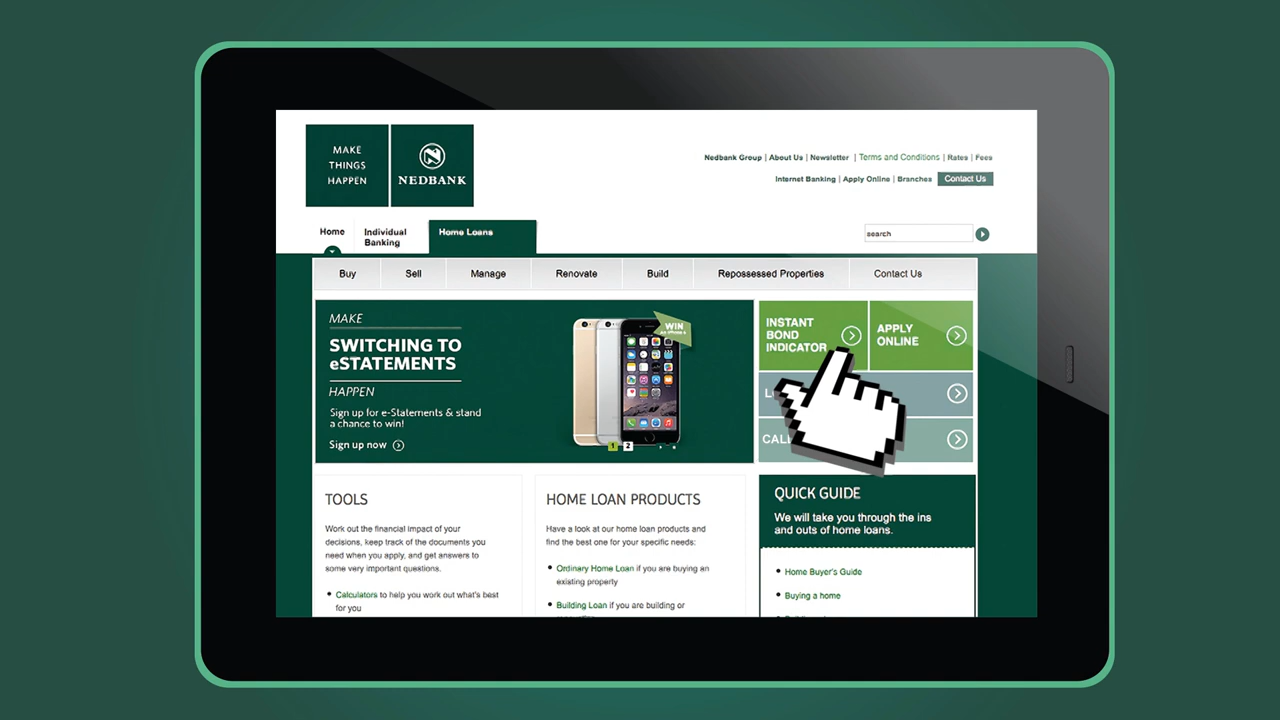 MAKE
THINGS
HAPPEN
NEDBANK
Nedbank Group | About Us | Newsletter | Terms and Conditions | Rates | Fees
Internet Banking | Apply Online | Branches
Contact Us
Home
Individual
Banking
Home Loans
search
Buy
Sell
Manage
Renovate
Build
Repossessed Properties
Contact Us
MAKE
SWITCHING TO
eSTATEMENTS
HAPPEN
Sign up for e-Statements & stand
a chance to win!
Sign up now
WIN
1 2
INSTANT
BOND
INDICATOR
APPLY
ONLINE
TOOLS
Work out the financial impact of your
decisions, keep track of the documents you
need when you apply, and get answers to
some very important questions.
• Calculators to help you work out what's best
for you
HOME LOAN PRODUCTS
Have a look at our home loan products and
find the best one for your specific needs:
• Ordinary Home Loan if you are buying an
existing property
• Building Loan if you are building or
QUICK GUIDE
We will take you through the ins
and outs of home loans.
• Home Buyer's Guide
• Buying a home